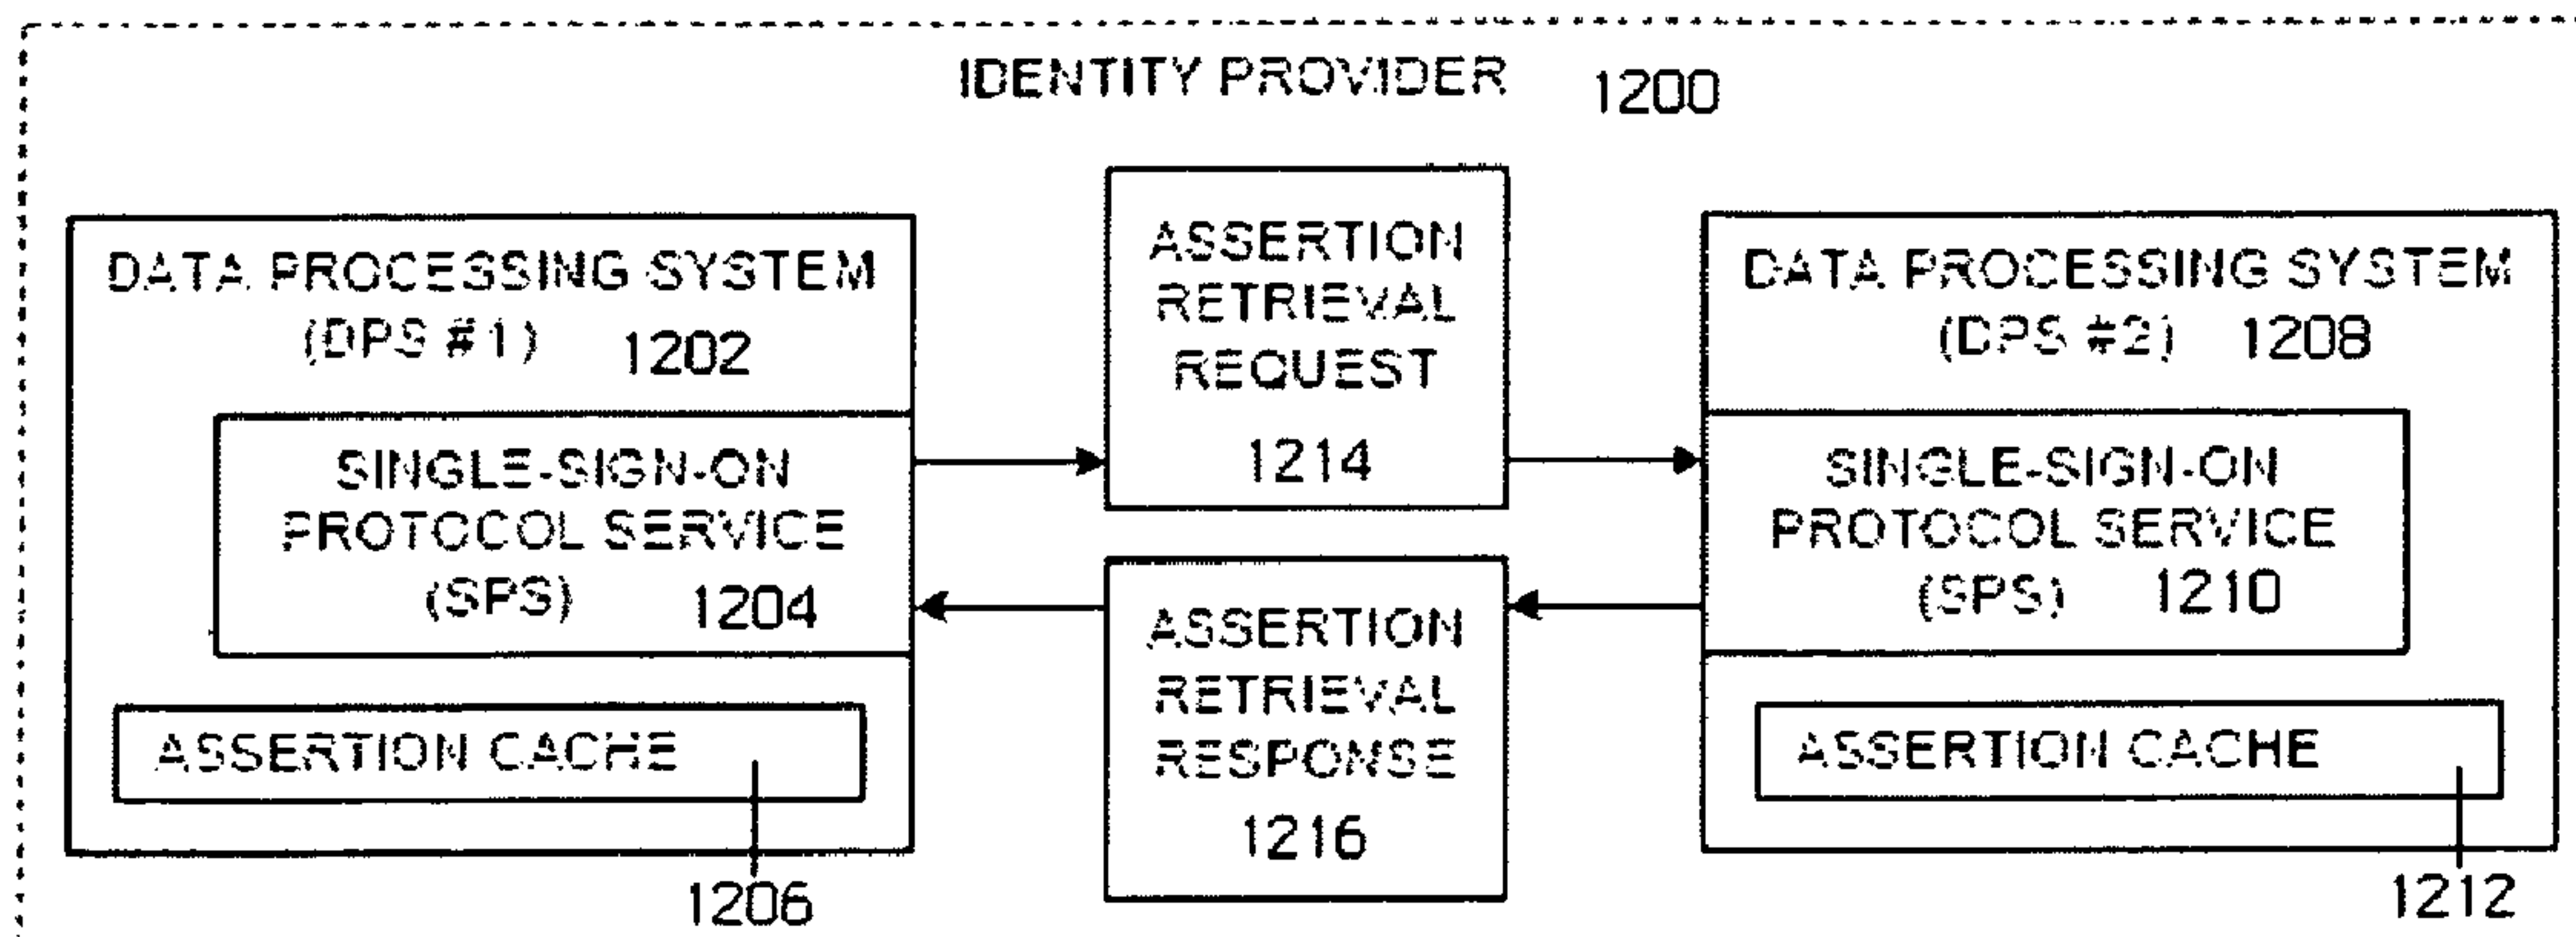 IDENTITY PROVIDER 1200
DATA PROCESSING SYSTEM
(DPS #1) 1202
SINGLE-SIGN-ON
PROTOCOL SERVICE
(SPS) 1204
ASSERTION CACHE
1206
ASSERTION
RETRIEVAL
REQUEST
1214
ASSERTION
RETRIEVAL
RESPONSE
1216
DATA PROCESSING SYSTEM
(DPS #2) 1208
SINGLE-SIGN-ON
PROTOCOL SERVICE
(SPS) 1210
ASSERTION CACHE
1212